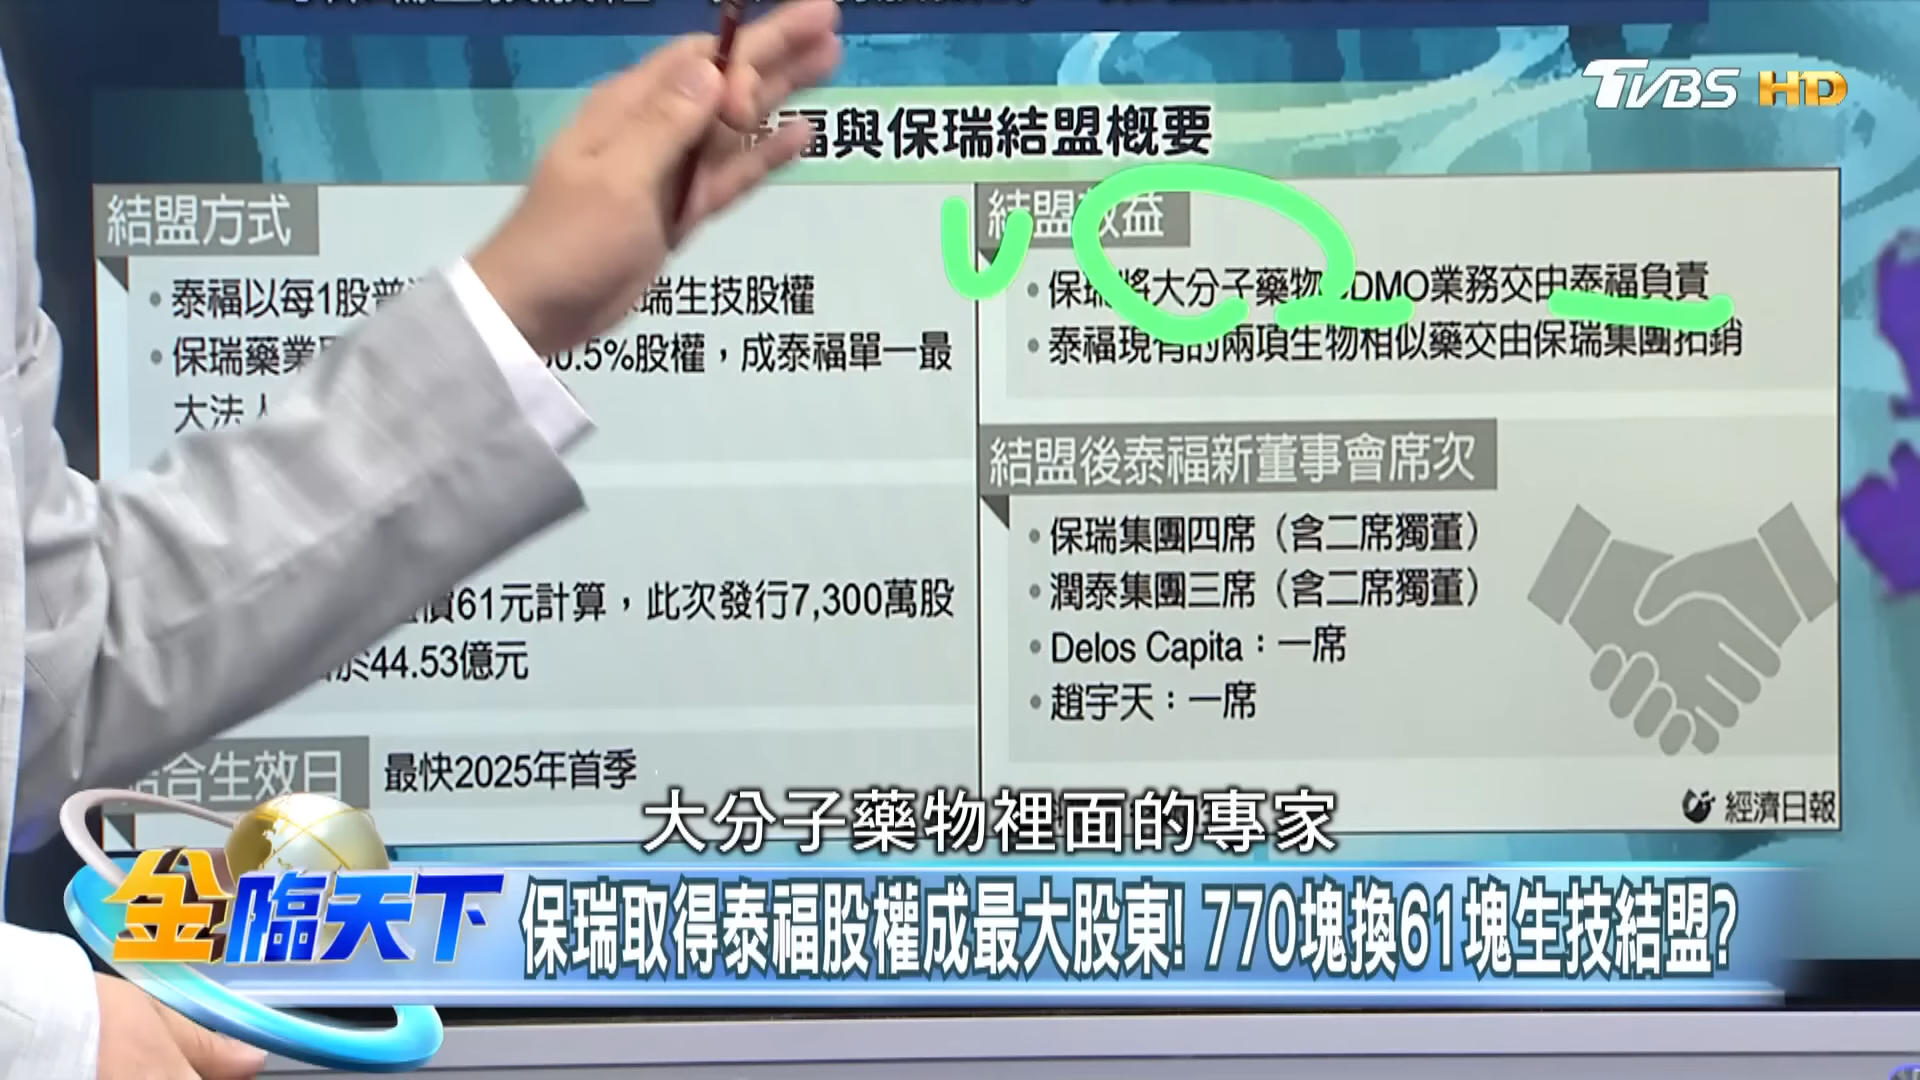 TVBS HD
福與保瑞結盟概要
結盟方式
泰福以每1股普
瑞生技股權
保瑞藥業
0.5%股權，成泰福單一最
大法人
價61元計算，此次發行7,300萬股
於44.53億元
合生效日
最快2025年首季
結盟效益
保瑞將大分子藥物CDMO業務交由泰福負責
泰福現有的兩項生物相似藥交由保瑞集團拓銷
結盟後泰福新董事會席次
保瑞集團四席（含二席獨董）
潤泰集團三席（含二席獨董）
Delos Capita：一席
趙宇天：一席
經濟日報
大分子藥物裡面的專家
金臨天下
保瑞取得泰福股權成最大股東! 770塊換61塊生技結盟?